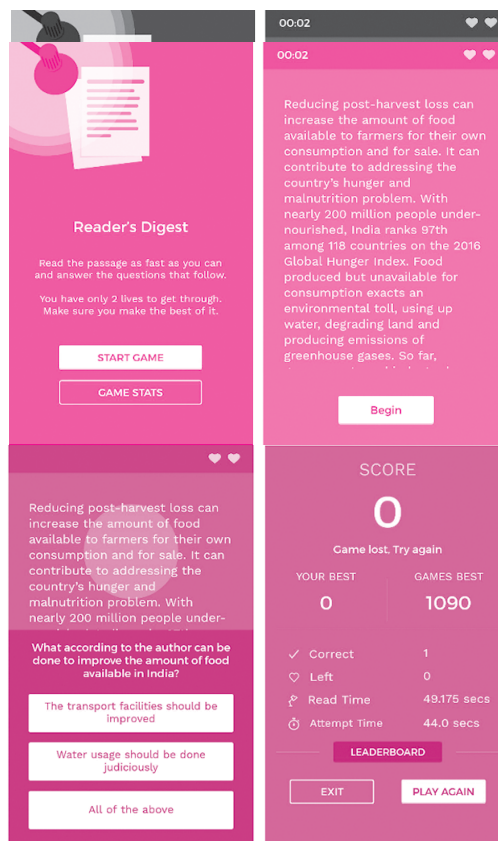 Reader's Digest
Read the passage as fast as you can
and answer the questions that follow.
You have only 2 lives to get through.
Make sure you make the best of it.
START GAME
GAME STATS
00:02
00:02
Reducing post-harvest loss can
increase the amount of food
available to farmers for their own
consumption and for sale. It can
contribute to addressing the
country's hunger and
malnutrition problem. With
nearly 200 million people under-
nourished, India ranks 97th
among 118 countries on the 2016
Global Hunger Index. Food
produced but unavailable for
consumption exacts an
environmental toll, using up
water, degrading land and
producing emissions of
greenhouse gases. So far,
Begin
Reducing post-harvest loss can
increase the amount of food
available to farmers for their own
consumption and for sale. It can
contribute to addressing the
country's hunger and
malnutrition problem. With
nearly 200 million people under-
What according to the author can be
done to improve the amount of food
available in India?
The transport facilities should be
improved
Water usage should be done
judiciously
All of the above
SCORE
0
Game lost, Try again
YOUR BEST
0
GAMES BEST
1090
Correct 1
Left 0
Read Time 49.175 secs
Attempt Time 44.0 secs
LEADERBOARD
EXIT
PLAY AGAIN